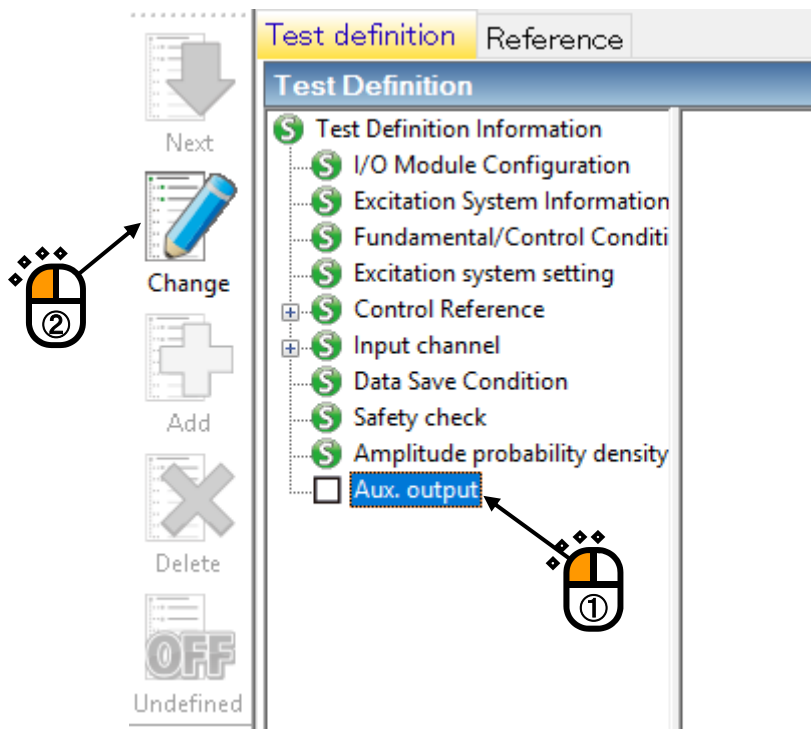 Test definition
Reference
Test Definition
Next
Change
②
Add
Delete
OFF
Undefined
S Test Definition Information
S I/O Module Configuration
S Excitation System Information
S Fundamental/Control Conditi
S Excitation system setting
S Control Reference
S Input channel
S Data Save Condition
S Safety check
S Amplitude probability density
Aux. output
①